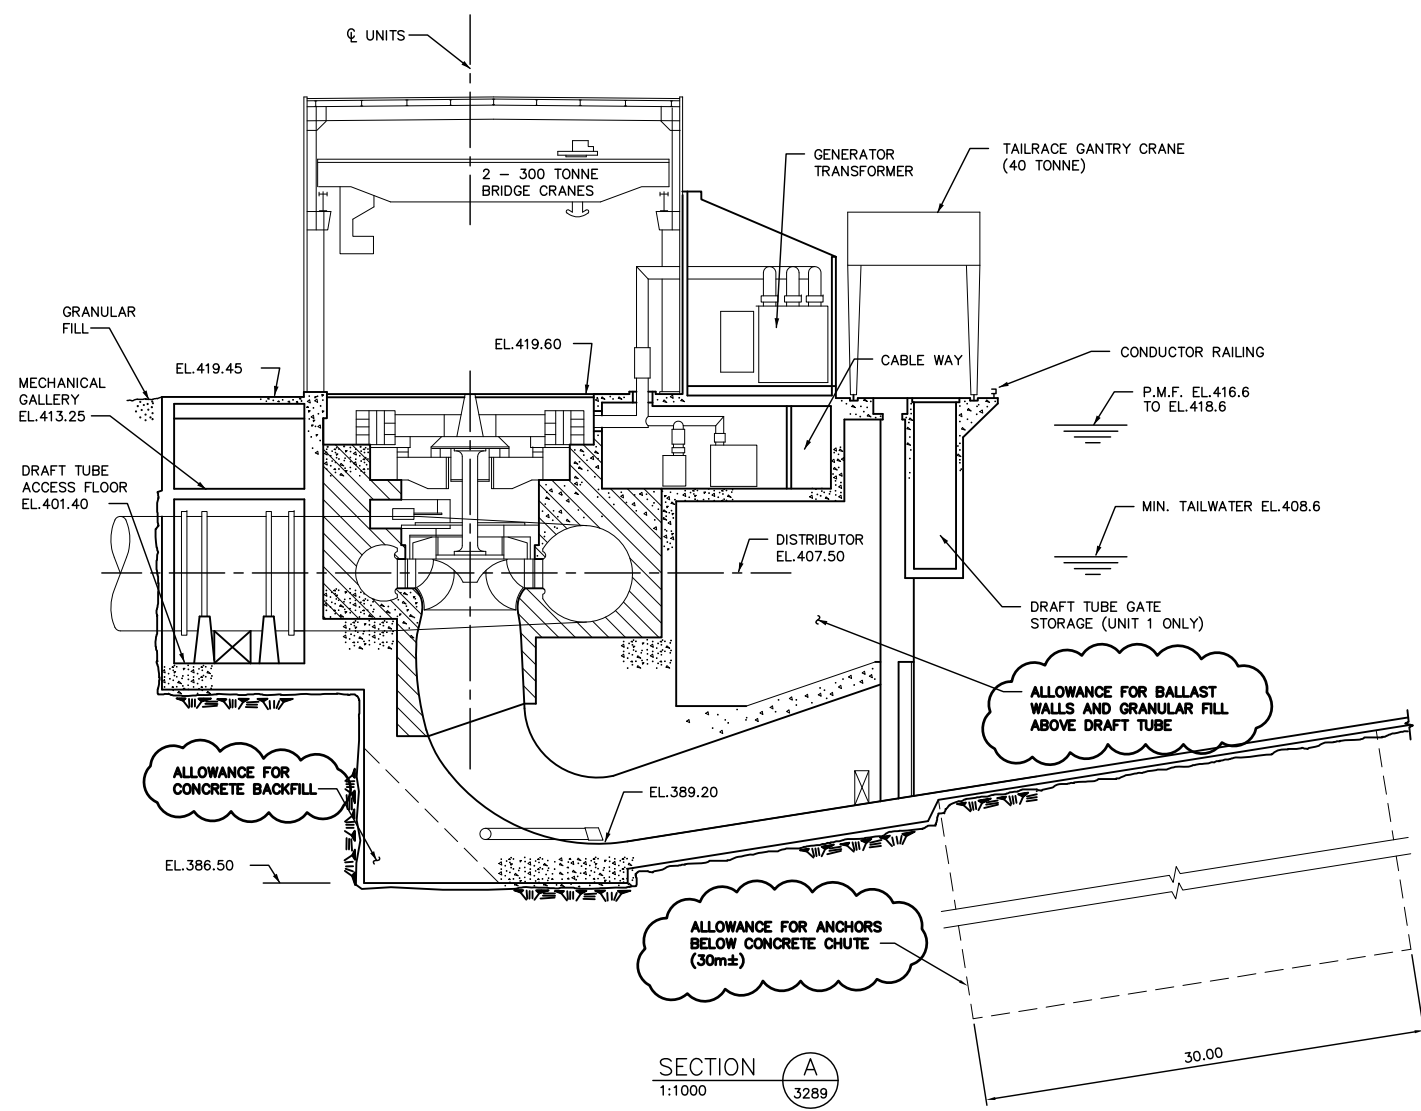 ℄ UNITS
2 – 300 TONNE
BRIDGE CRANES
GENERATOR
TRANSFORMER
TAILRACE GANTRY CRANE
(40 TONNE)
GRANULAR
FILL
EL.419.45
EL.419.60
CABLE WAY
CONDUCTOR RAILING
MECHANICAL
GALLERY
EL.413.25
P.M.F. EL.416.6
TO EL.418.6
DRAFT TUBE
ACCESS FLOOR
EL.401.40
MIN. TAILWATER EL.408.6
DISTRIBUTOR
EL.407.50
DRAFT TUBE GATE
STORAGE (UNIT 1 ONLY)
ALLOWANCE FOR BALLAST
WALLS AND GRANULAR FILL
ABOVE DRAFT TUBE
ALLOWANCE FOR
CONCRETE BACKFILL
EL.389.20
EL.386.50
ALLOWANCE FOR ANCHORS
BELOW CONCRETE CHUTE
(30m±)
30.00
SECTION A
1:1000 3289